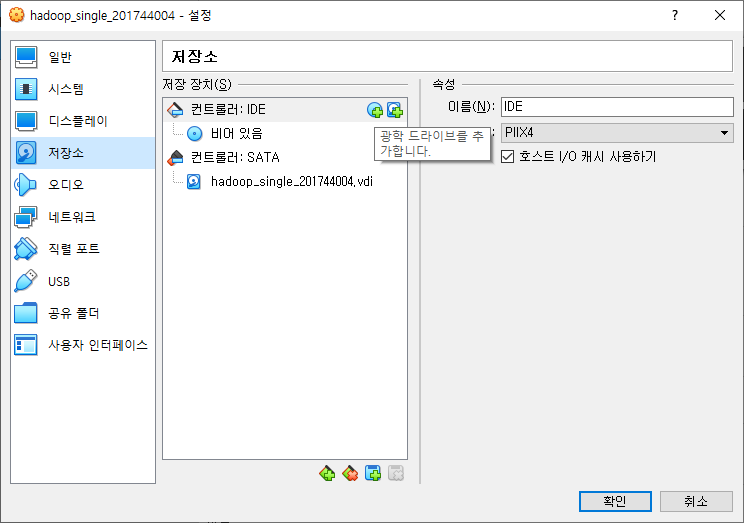 hadoop_single_201744004 - 설정
일반
시스템
디스플레이
저장소
오디오
네트워크
직렬 포트
USB
공유 폴더
사용자 인터페이스
저장소
저장 장치(S)
컨트롤러: IDE
비어 있음
컨트롤러: SATA
hadoop_single_201744004.vdi
광학 드라이브를 추
가합니다.
속성
이름(N): IDE
: PIIX4
호스트 I/O 캐시 사용하기
확인
취소